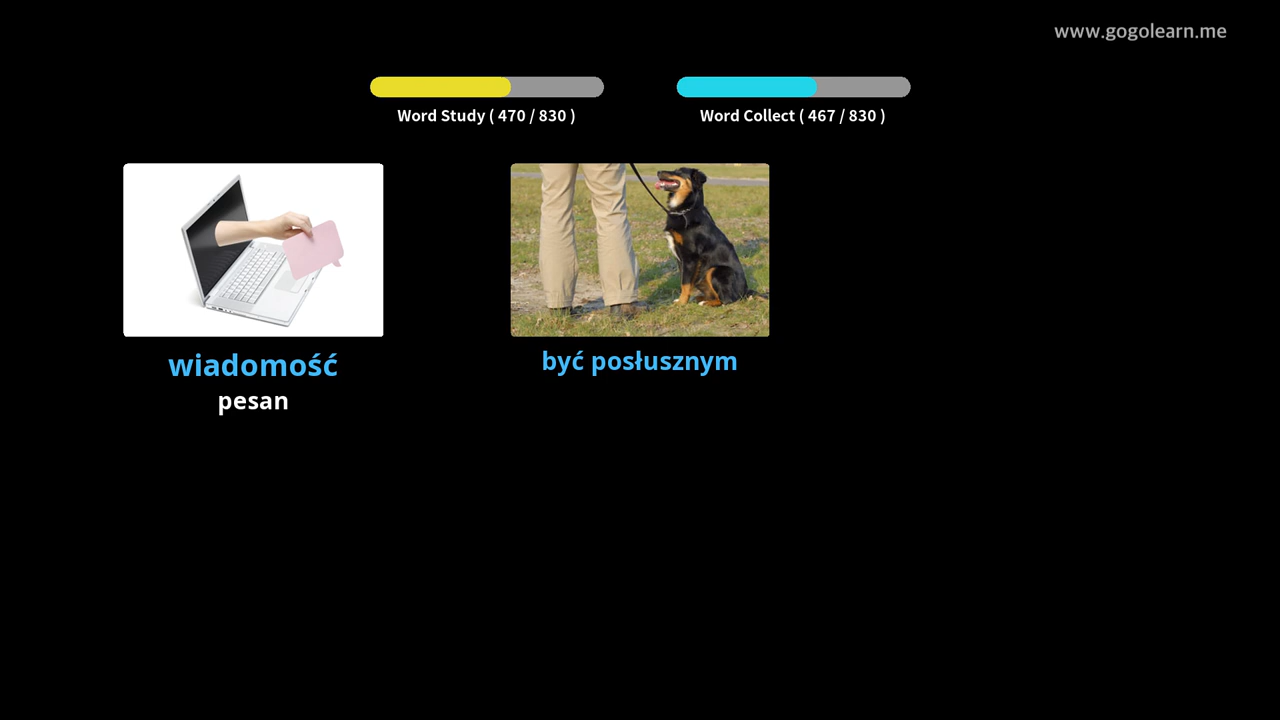 www.gogolearn.me
Word Study ( 470 / 830 )
Word Collect ( 467 / 830 )
wiadomość
pesan
być posłusznym